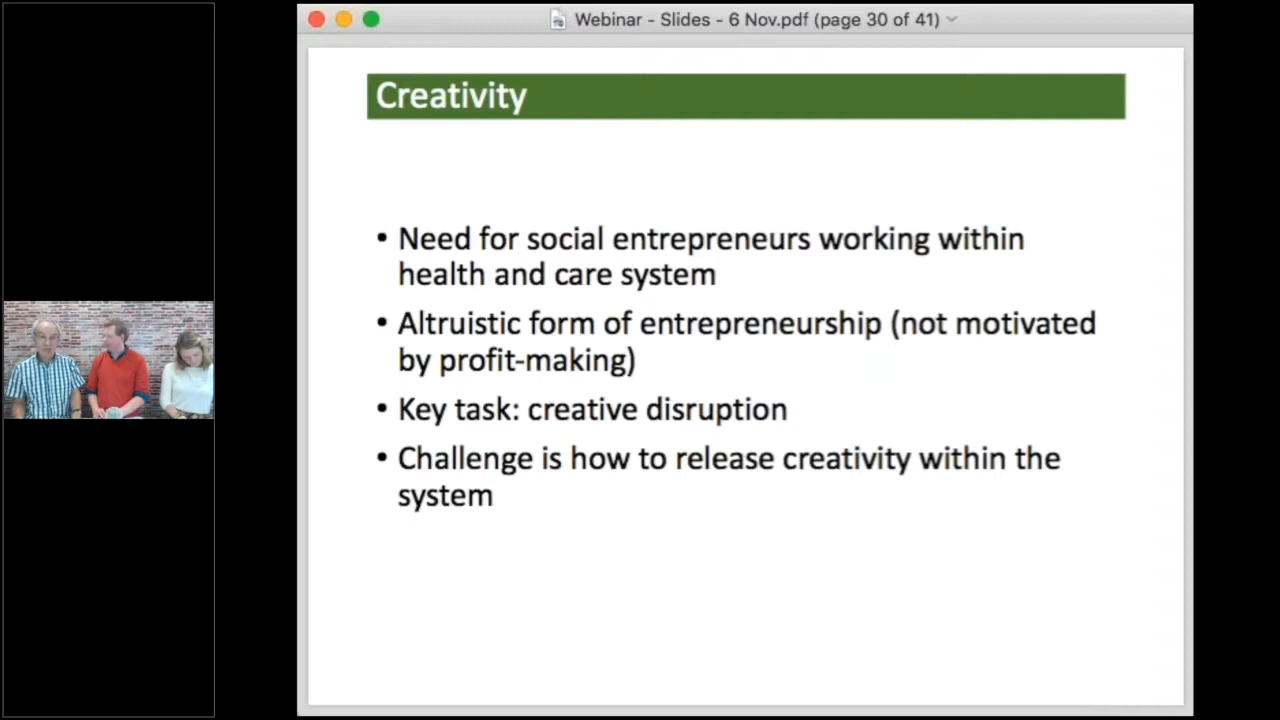 Webinar - Slides - 6 Nov.pdf (page 30 of 41)
Creativity
• Need for social entrepreneurs working within
health and care system
• Altruistic form of entrepreneurship (not motivated
by profit-making)
• Key task: creative disruption
• Challenge is how to release creativity within the
system